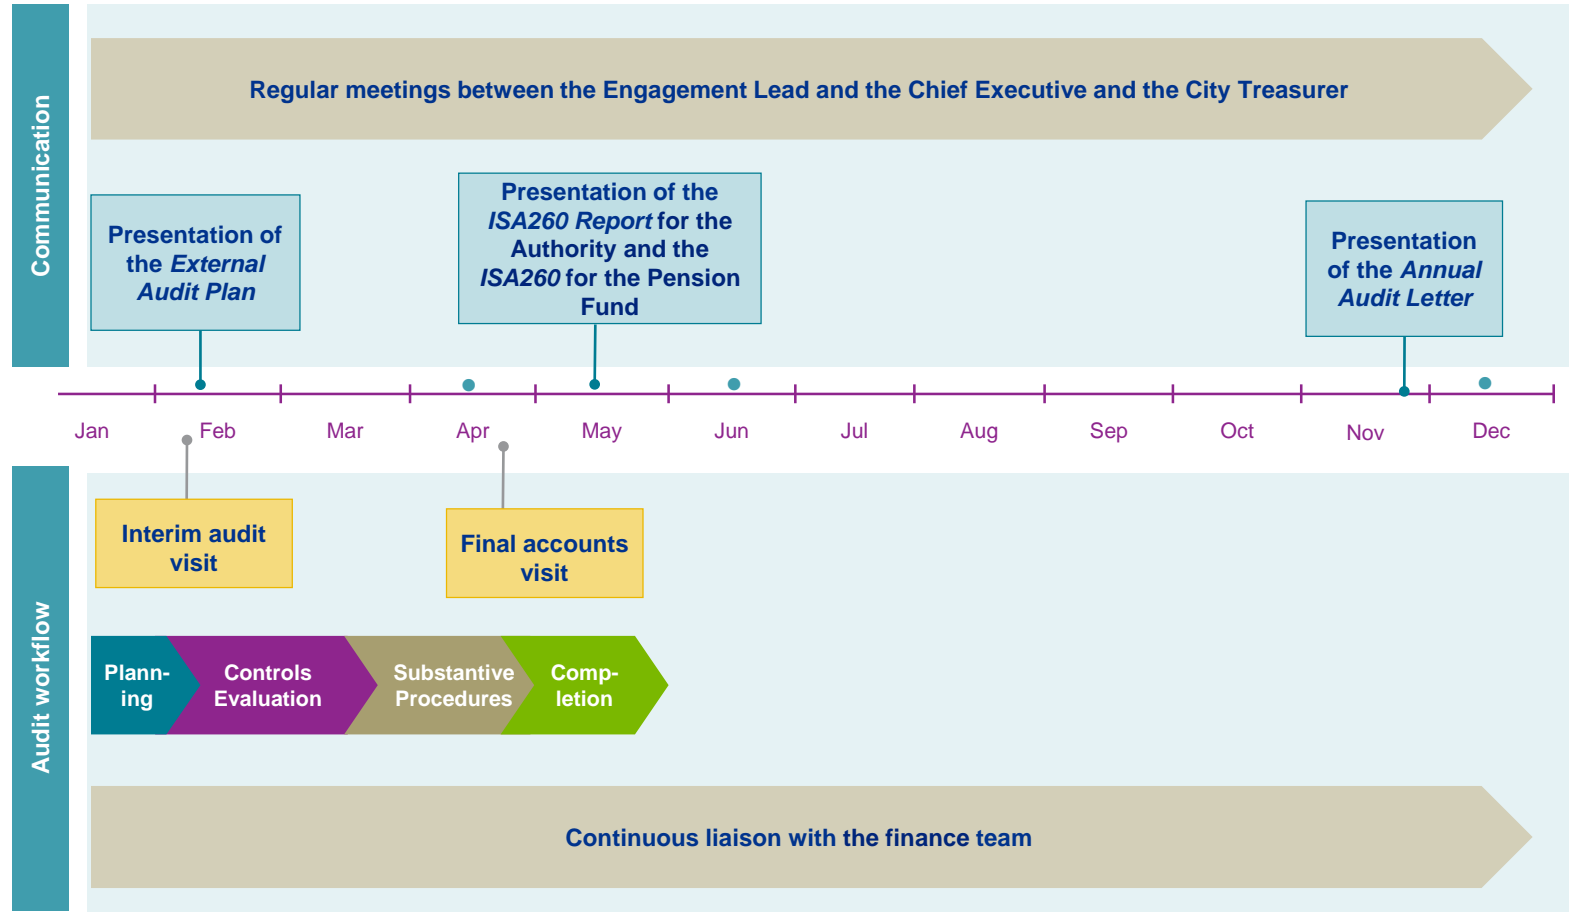 Communication
Regular meetings between the Engagement Lead and the Chief Executive and the City Treasurer
Presentation of
the External
Audit Plan
Presentation of the
ISA260 Report for the
Authority and the
ISA260 for the Pension
Fund
Presentation
of the Annual
Audit Letter
Jan Feb Mar Apr May Jun Jul Aug Sep Oct Nov Dec
Audit workflow
Interim audit
visit
Final accounts
visit
Plann-
ing
Controls
Evaluation
Substantive
Procedures
Comp-
letion
Continuous liaison with the finance team